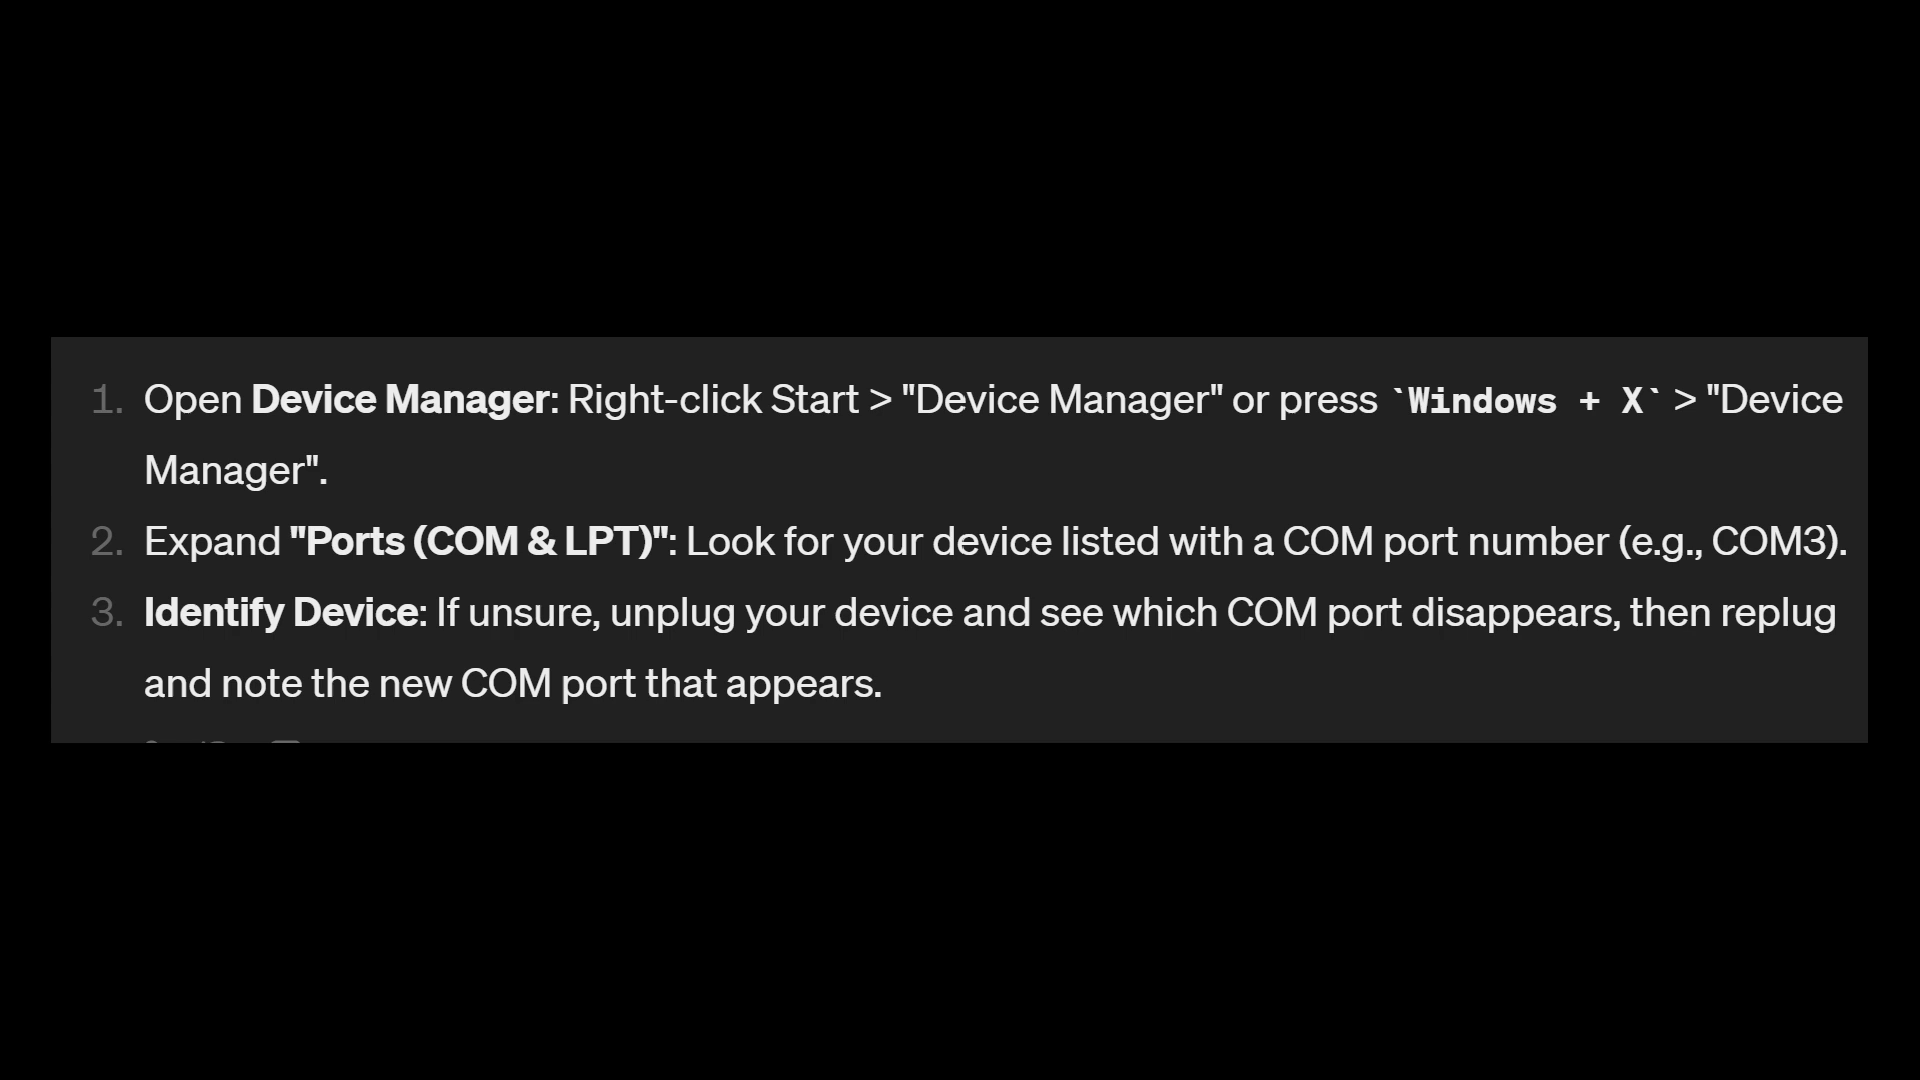 1. Open Device Manager: Right-click Start > "Device Manager" or press `Windows + X` > "Device
Manager".
2. Expand "Ports (COM & LPT)": Look for your device listed with a COM port number (e.g., COM3).
3. Identify Device: If unsure, unplug your device and see which COM port disappears, then replug
and note the new COM port that appears.